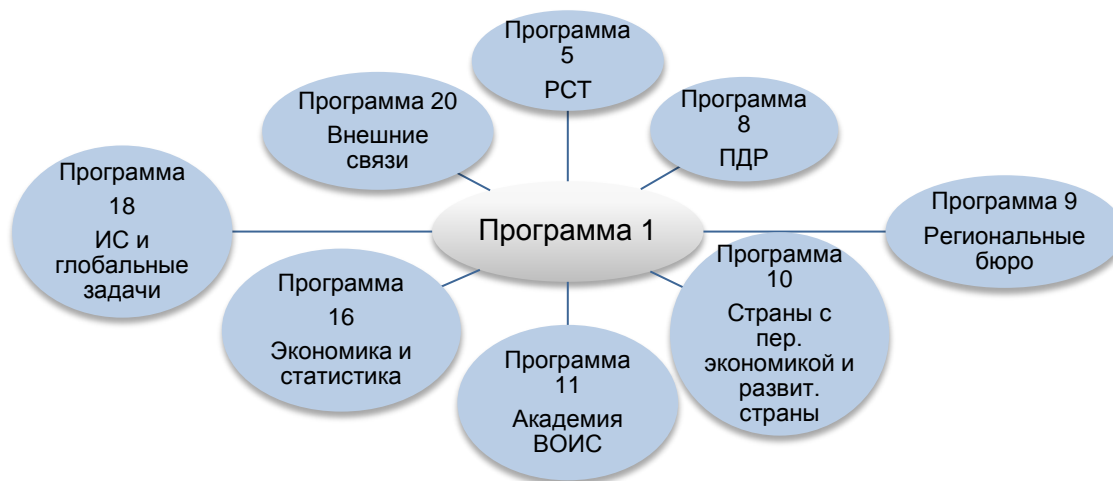 Программа
5
РСТ
Программа 20
Внешние
связи
Программа
8
ПДР
Программа
18
ИС и
глобальные
задачи
Программа 1
Программа 9
Региональные
бюро
Программа
16
Экономика и
статистика
Программа
11
Академия
ВОИС
Программа
10
Страны с
пер.
экономикой и
развит.
страны